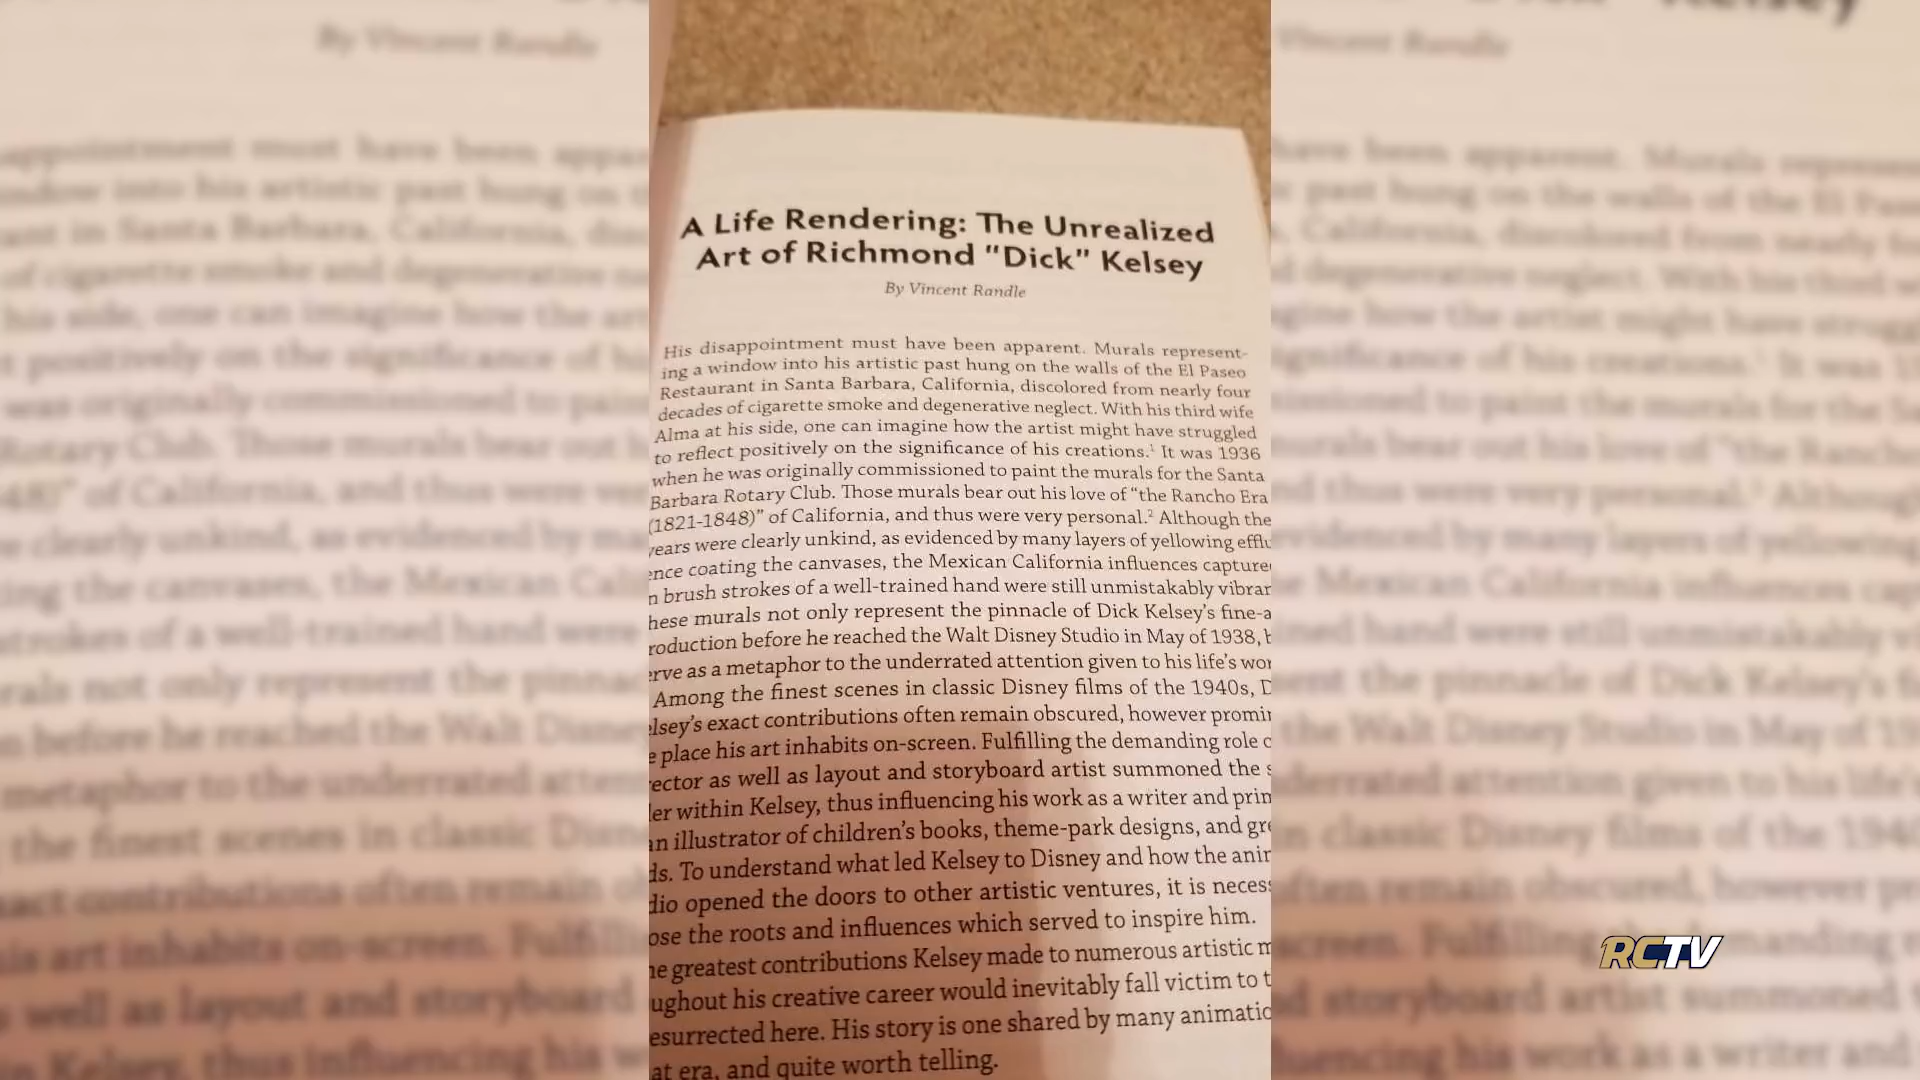 A Life Rendering: The Unrealized
Art of Richmond "Dick" Kelsey
By Vincent Randle
His disappointment must have been apparent. Murals represent-
ing a window into his artistic past hung on the walls of the El Paseo
Restaurant in Santa Barbara, California, discolored from nearly four
decades of cigarette smoke and degenerative neglect. With his third wife
Alma at his side, one can imagine how the artist might have struggled
to reflect positively on the significance of his creations.¹ It was 1936
when he was originally commissioned to paint the murals for the Santa
Barbara Rotary Club. Those murals bear out his love of "the Rancho Era
(1821-1848)" of California, and thus were very personal.² Although the
years were clearly unkind, as evidenced by many layers of yellowing efflu
ence coating the canvases, the Mexican California influences capture
n brush strokes of a well-trained hand were still unmistakably vibran
hese murals not only represent the pinnacle of Dick Kelsey's fine-a
roduction before he reached the Walt Disney Studio in May of 1938,
erve as a metaphor to the underrated attention given to his life's wor
Among the finest scenes in classic Disney films of the 1940s, D
elsey's exact contributions often remain obscured, however promin
e place his art inhabits on-screen. Fulfilling the demanding role o
rector as well as layout and storyboard artist summoned the s
ler within Kelsey, thus influencing his work as a writer and prim
an illustrator of children's books, theme-park designs, and gre
ds. To understand what led Kelsey to Disney and how the anim
dio opened the doors to other artistic ventures, it is necess
ose the roots and influences which served to inspire him.
he greatest contributions Kelsey made to numerous artistic m
ughout his creative career would inevitably fall victim to t
esurrected here. His story is one shared by many animatio
at era, and quite worth telling.
RCTV